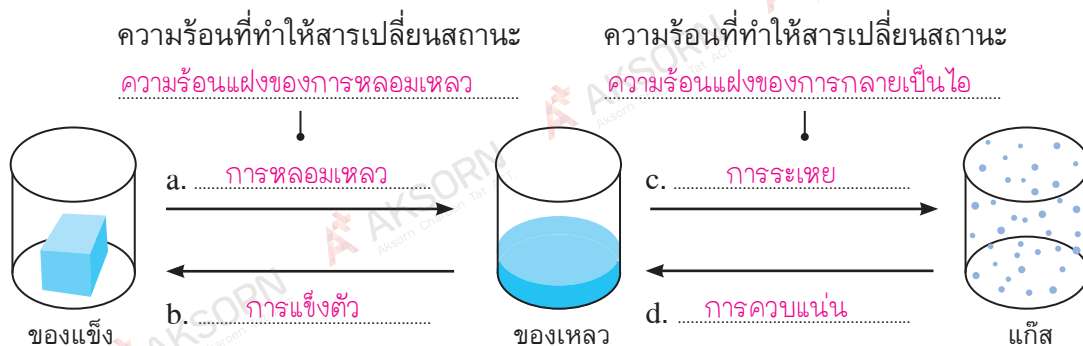 ความร้อนที่ทำให้สารเปลี่ยนสถานะ ความร้อนที่ทำให้สารเปลี่ยนสถานะ
ความร้อนแฝงของการหลอมเหลว ความร้อนแฝงของการกลายเป็นไอ
a. การหลอมเหลว c. การระเหย
b. การแข็งตัว d. การควบแน่น
ของแข็ง ของเหลว แก๊ส
AKSORN
Aksorn Charoen Tat ACT
AKSORN
Aksorn Charoen Tat ACT
AKSORN